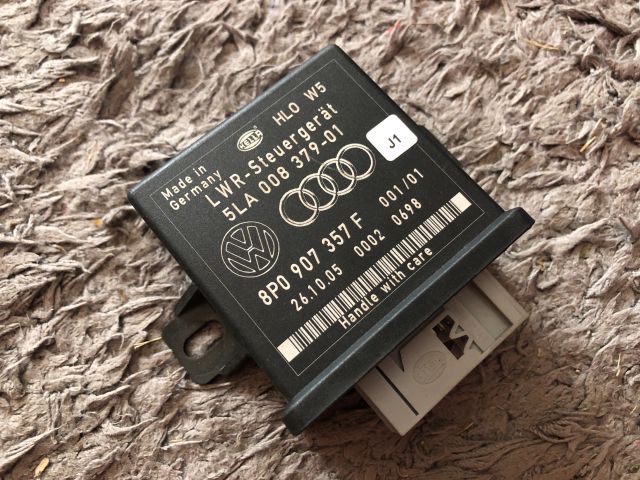 Made in
Germany
HELLA
HLO W5
LWR-Steuergerät
5LA 008 379-01
J1
8P0 907 357 F
001/01
26.10.05 0002 0698
Handle with care